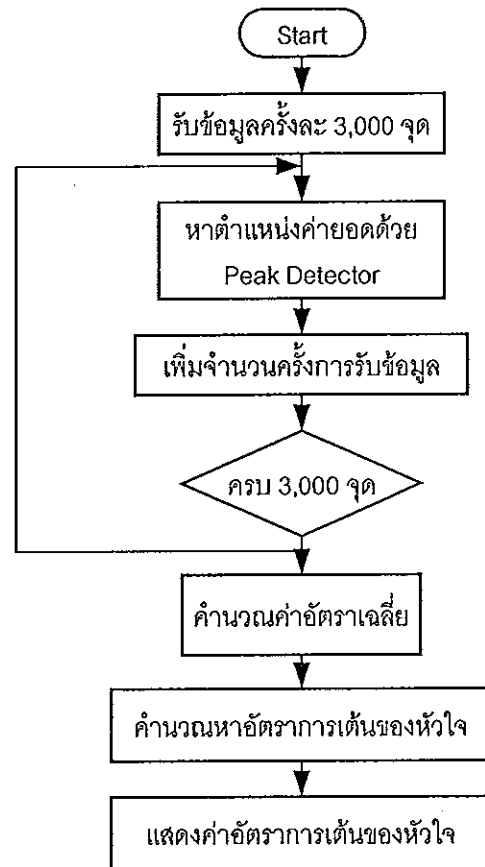 Start
รับข้อมูลครั้งละ 3,000 จุด
หาตำแหน่งค่ายอดด้วย
Peak Detector
เพิ่มจำนวนครั้งการรับข้อมูล
ครบ 3,000 จุด
คำนวณค่าอัตราเฉลี่ย
คำนวณหาอัตราการเต้นของหัวใจ
แสดงค่าอัตราการเต้นของหัวใจ